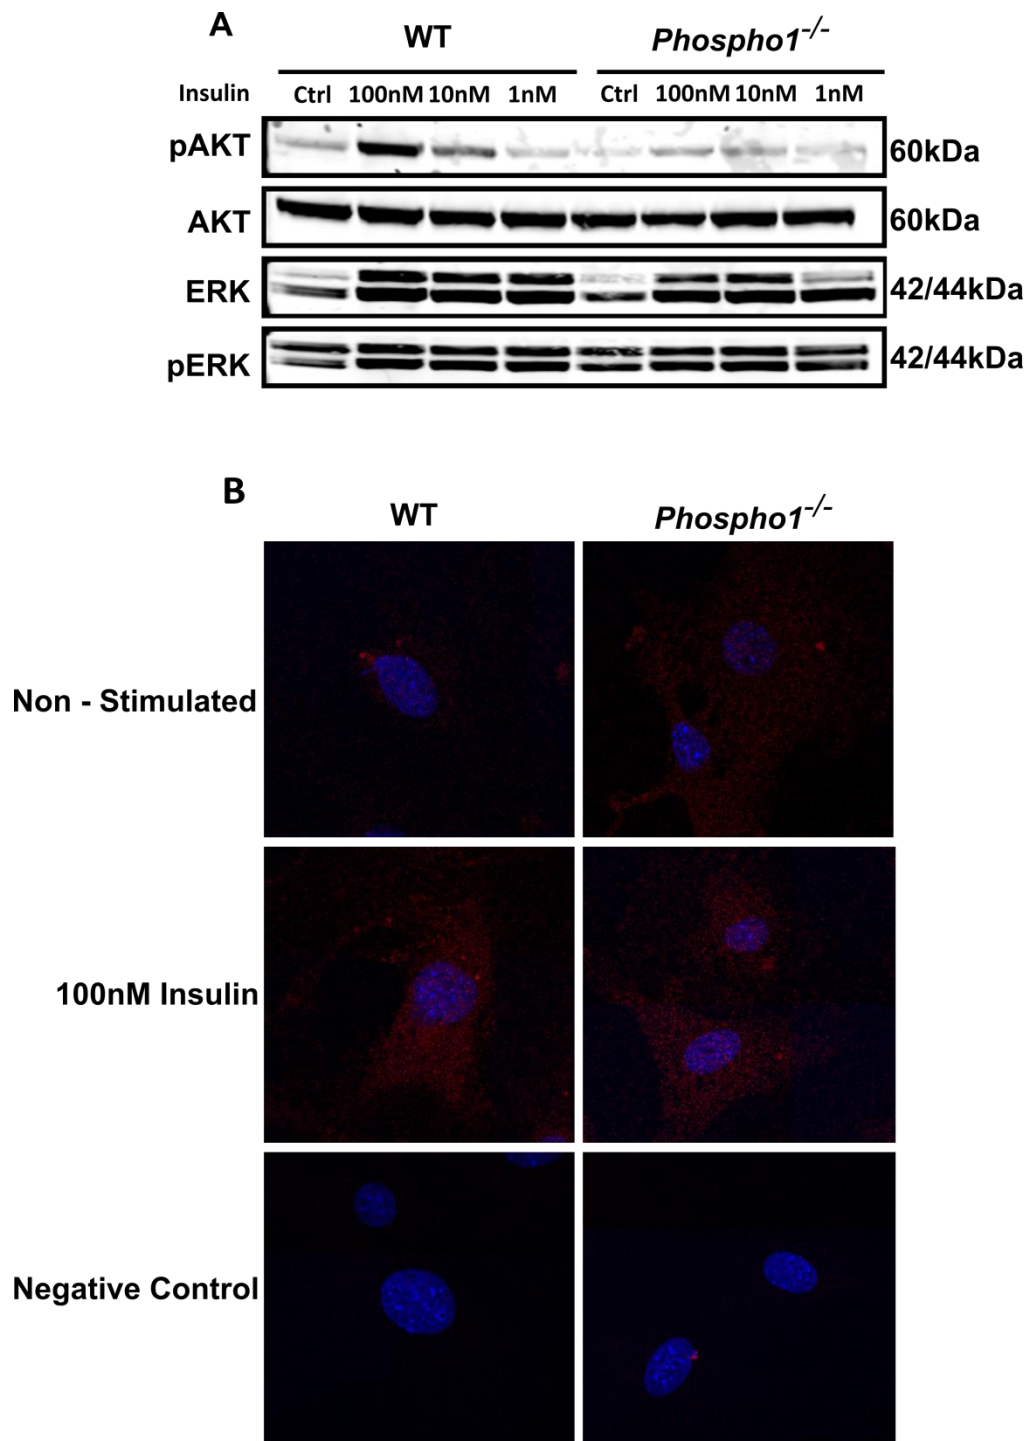 A
WT Phospho1-/-
Insulin Ctrl 100nM 10nM 1nM Ctrl 100nM 10nM 1nM
pAKT 60kDa
AKT 60kDa
ERK 42/44kDa
pERK 42/44kDa
B
WT Phospho1-/-
Non - Stimulated
100nM Insulin
Negative Control